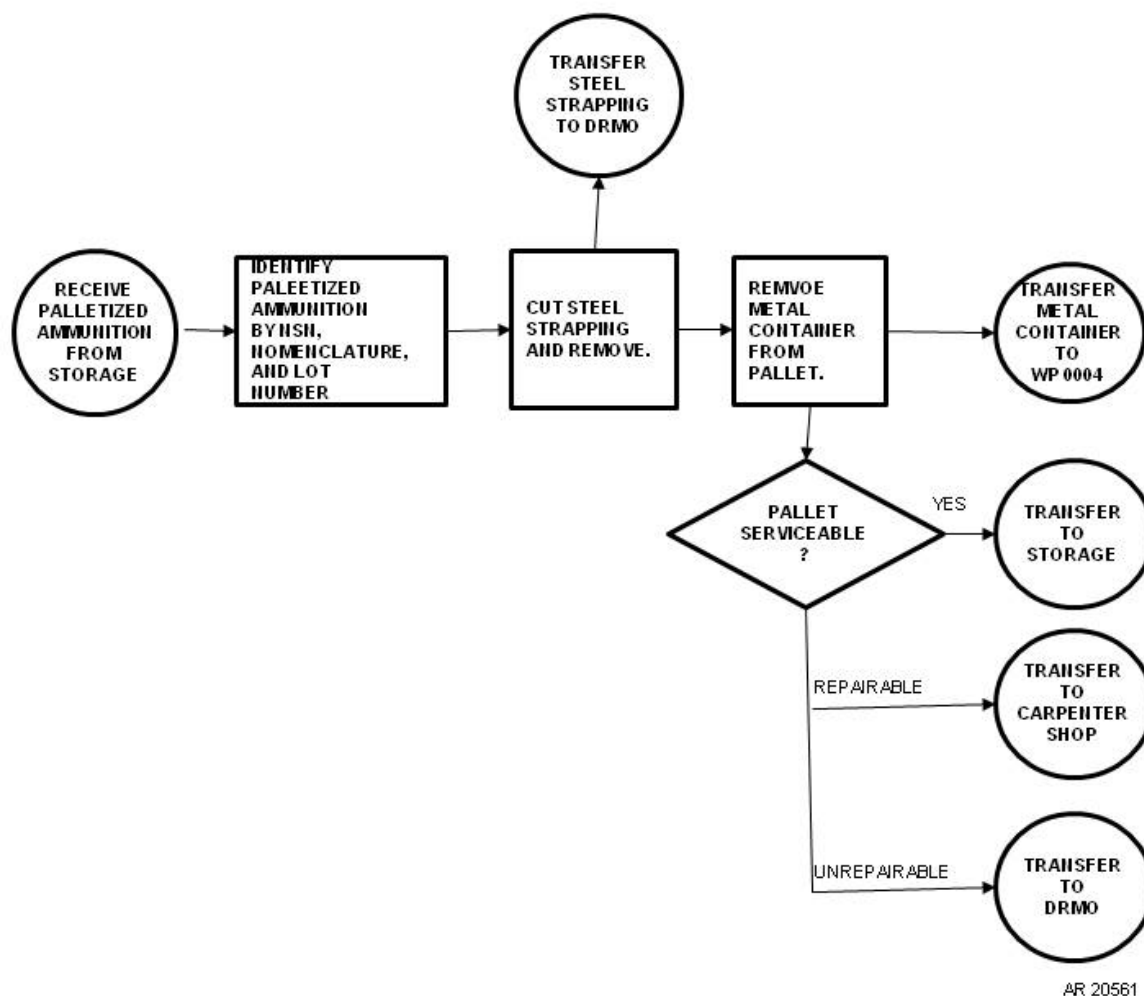 TRANSFER
STEEL
STRAPPING
TO DRMO
RECEIVE
PALLETIZED
AMMUNITION
FROM
STORAGE
IDENTIFY
PALEETIZED
AMMUNITION
BY NSN,
NOMENCLATURE,
AND LOT
NUMBER
CUT STEEL
STRAPPING
AND REMOVE.
REMVOE
METAL
CONTAINER
FROM
PALLET.
TRANSFER
METAL
CONTAINER
TO
WP 0004
PALLET
SERVICEABLE
?
YES
TRANSFER
TO
STORAGE
REPAIRABLE
TRANSFER
TO
CARPENTER
SHOP
UNREPAIRABLE
TRANSFER
TO
DRMO
AR 20561